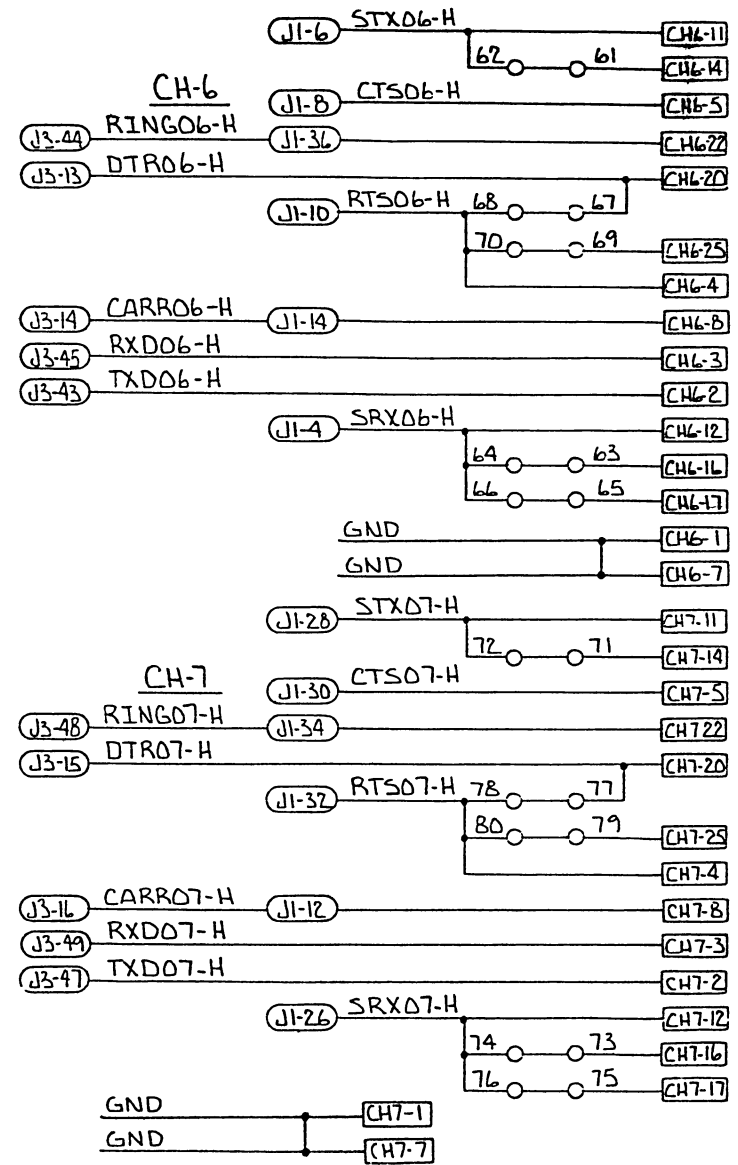 J1-6 STX06-H CH6-11
62 61 CH6-14
CH-6
J1-8 CTS06-H CH6-5
J3-44 RING06-H J1-36 CH622
J3-13 DTR06-H CH6-20
J1-10 RTS06-H 68 67
70 69 CH6-25
CH6-4
J3-14 CARR06-H J1-14 CH6-8
J3-45 RXD06-H CH6-3
J3-43 TXD06-H CH6-2
J1-4 SRX06-H CH6-12
64 63 CH6-16
66 65 CH6-17
GND CH6-1
GND CH6-7
J1-28 STX07-H CH7-11
72 71 CH7-14
CH-7
J1-30 CTS07-H CH7-5
J3-48 RING07-H J1-34 CH722
J3-15 DTR07-H CH7-20
J1-32 RTS07-H 78 77
80 79 CH7-25
CH7-4
J3-16 CARR07-H J1-12 CH7-8
J3-49 RXD07-H CH7-3
J3-47 TXD07-H CH7-2
J1-26 SRX07-H CH7-12
74 73 CH7-16
76 75 CH7-17
GND CH7-1
GND CH7-7